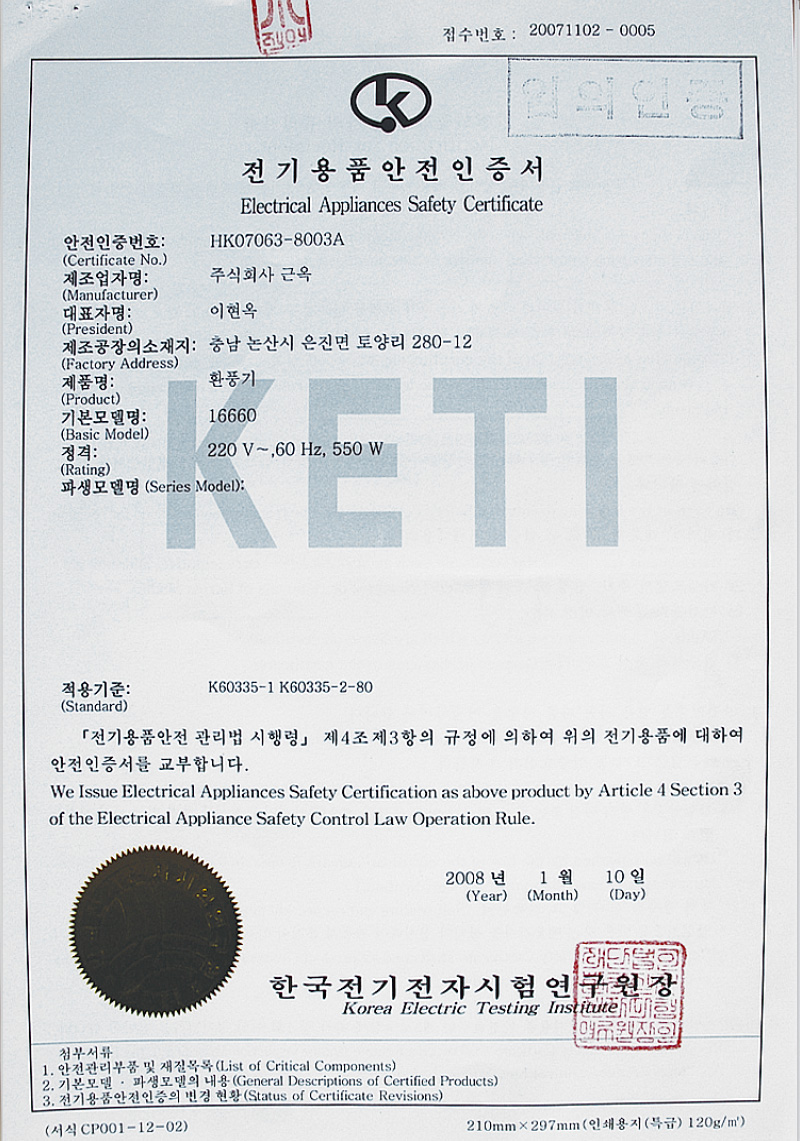 접수번호 : 20071102 - 0005
임의인증
전기용품안전인증서
Electrical Appliances Safety Certificate
안전인증번호: HK07063-8003A
(Certificate No.)
제조업자명: 주식회사 근옥
(Manufacturer)
대표자명: 이현옥
(President)
제조공장의소재지: 충남 논산시 은진면 토양리 280-12
(Factory Address)
제품명: 환풍기
(Product)
기본모델명: 16660
(Basic Model)
정격: 220 V~,60 Hz, 550 W
(Rating)
파생모델명 (Series Model):
KETI
적용기준: K60335-1 K60335-2-80
(Standard)
「전기용품안전 관리법 시행령」 제4조제3항의 규정에 의하여 위의 전기용품에 대하여
안전인증서를 교부합니다.
We Issue Electrical Appliances Safety Certification as above product by Article 4 Section 3
of the Electrical Appliance Safety Control Law Operation Rule.
2008 년 1 월 10 일
(Year) (Month) (Day)
한국전기전자시험연구원장
Korea Electric Testing Institute
첨부서류
1. 안전관리부품 및 재질목록(List of Critical Components)
2. 기본모델 · 파생모델의 내용(General Descriptions of Certified Products)
3. 전기용품안전인증의 변경 현황(Status of Certificate Revisions)
(서식 CP001-12-02) 210mm×297mm(인쇄용지(특급) 120g/㎡)